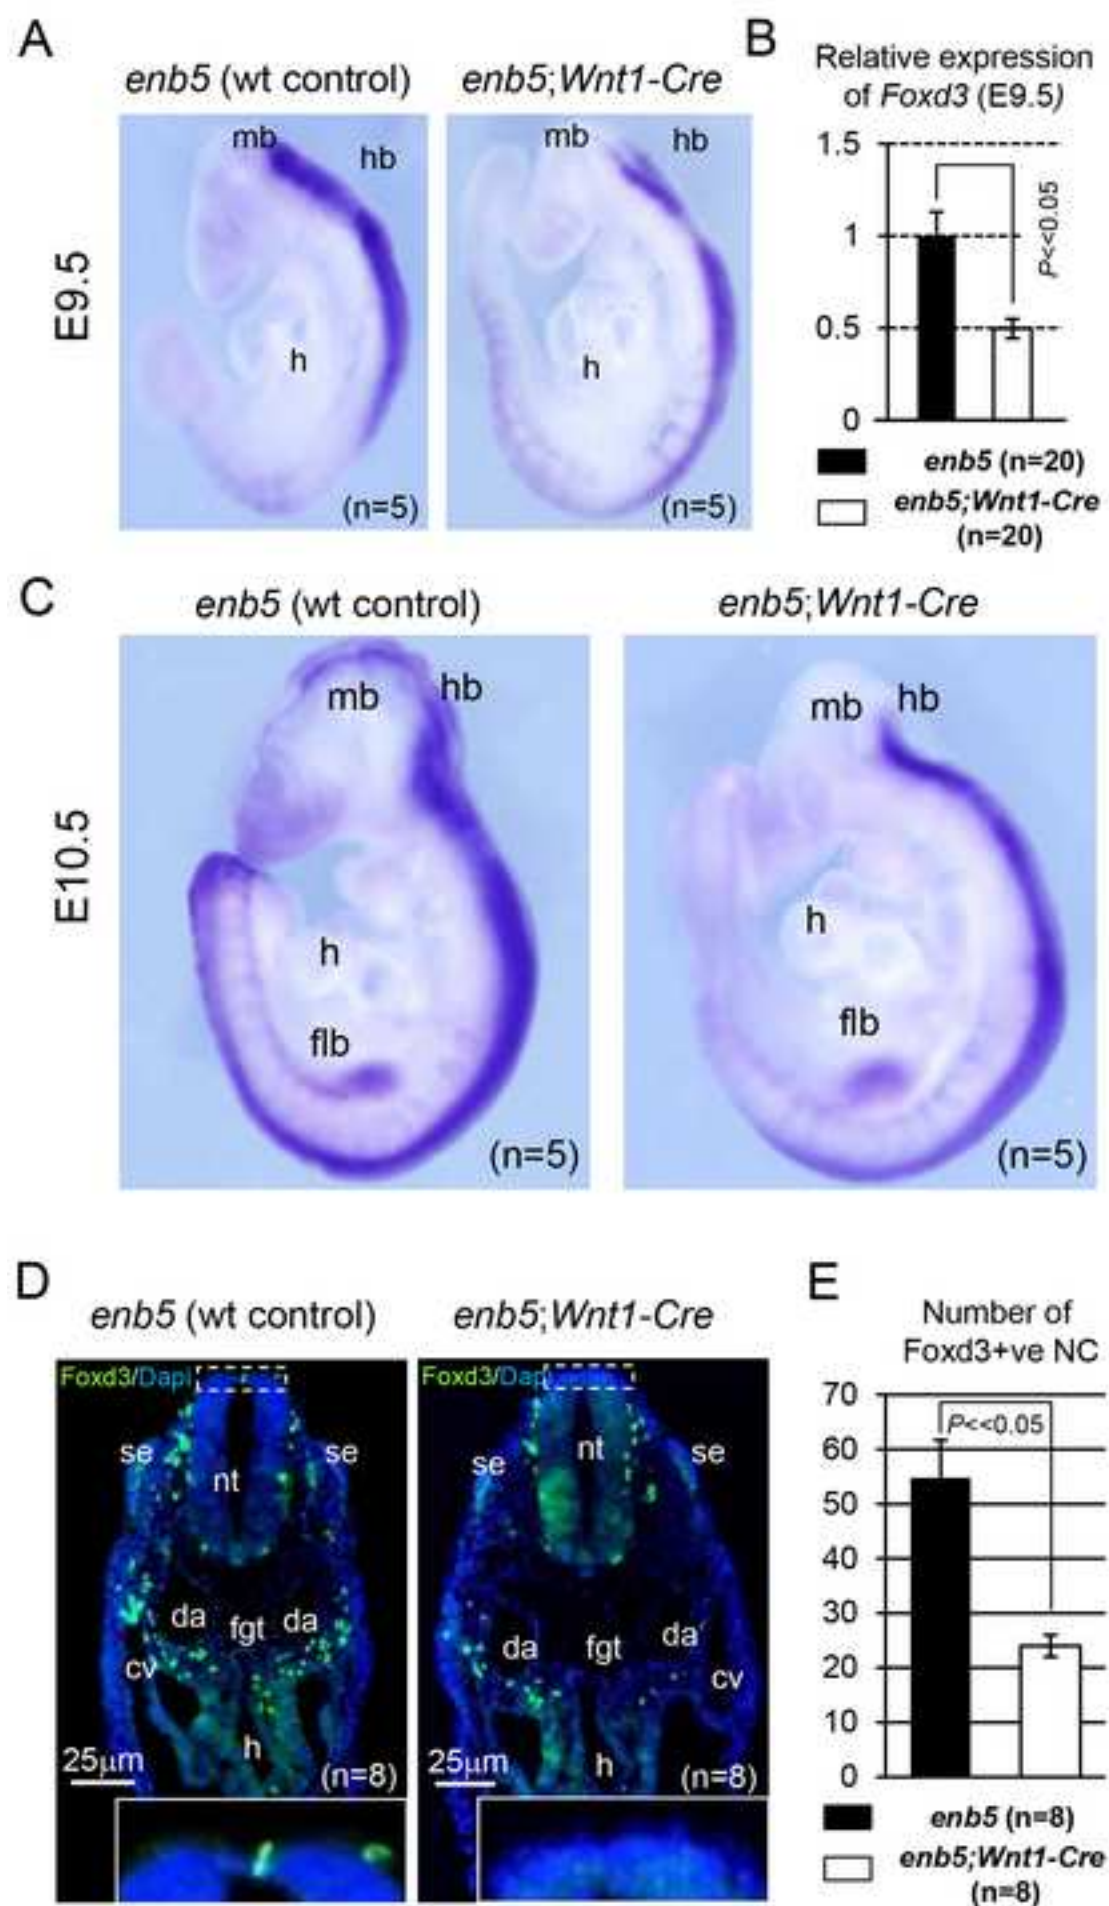 A
enb5 (wt control)
enb5;Wnt1-Cre
E9.5
mb
hb
h
(n=5)
mb
hb
h
(n=5)
B
Relative expression
of Foxd3 (E9.5)
1.5
1
0.5
0
P<<0.05
enb5 (n=20)
enb5;Wnt1-Cre
(n=20)
C
enb5 (wt control)
enb5;Wnt1-Cre
E10.5
mb
hb
h
flb
(n=5)
mb
hb
h
flb
(n=5)
D
enb5 (wt control)
enb5;Wnt1-Cre
Foxd3/Dapi
se
se
nt
da
fgt
da
cv
h
25μm
(n=8)
Foxd3/Dap
se
nt
se
da
fgt
da
cv
h
25μm
(n=8)
E
Number of
Foxd3+ve NC
70
60
50
40
30
20
10
0
P<<0.05
enb5 (n=8)
enb5;Wnt1-Cre
(n=8)